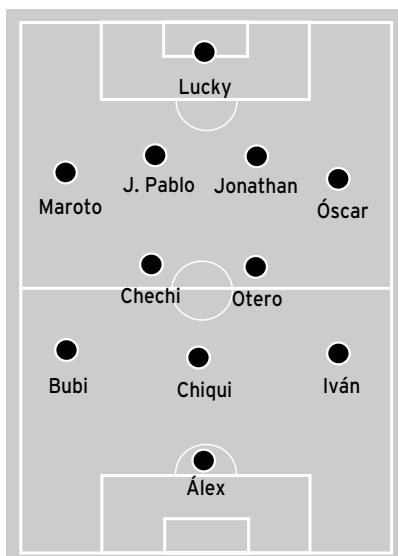 Lucky
Maroto
J. Pablo
Jonathan
Óscar
Chechi
Otero
Bubi
Chiqui
Iván
Álex